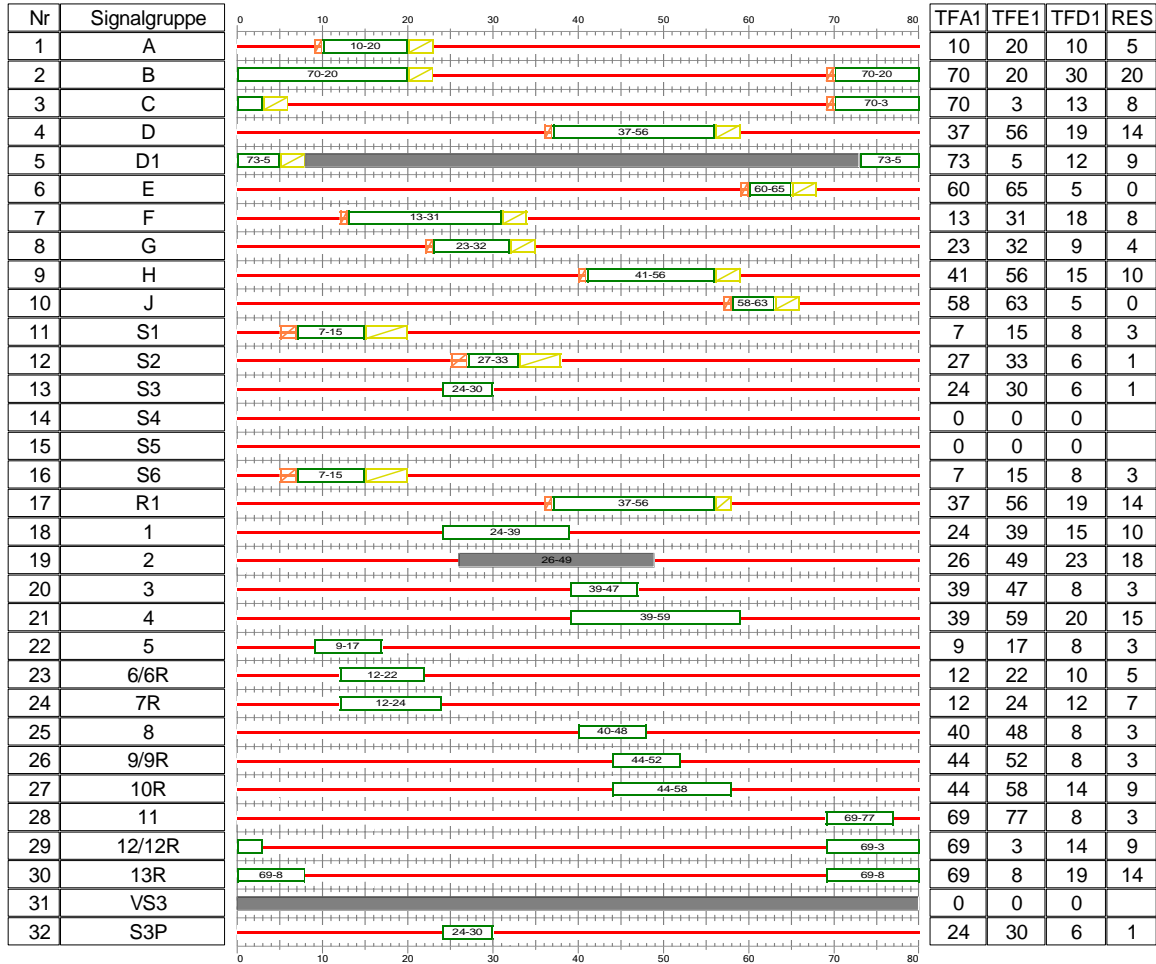 Nr Signalgruppe 0 10 20 30 40 50 60 70 80 TFA1 TFE1 TFD1 RES
1 A 10-20 10 20 10 5
2 B 70-20 70-20 70 20 30 20
3 C 70-3 70 3 13 8
4 D 37-56 37 56 19 14
5 D1 73-5 73-5 73 5 12 9
6 E 60-65 60 65 5 0
7 F 13-31 13 31 18 8
8 G 23-32 23 32 9 4
9 H 41-56 41 56 15 10
10 J 58-63 58 63 5 0
11 S1 7-15 7 15 8 3
12 S2 27-33 27 33 6 1
13 S3 24-30 24 30 6 1
14 S4 0 0 0
15 S5 0 0 0
16 S6 7-15 7 15 8 3
17 R1 37-56 37 56 19 14
18 1 24-39 24 39 15 10
19 2 26-49 26 49 23 18
20 3 39-47 39 47 8 3
21 4 39-59 39 59 20 15
22 5 9-17 9 17 8 3
23 6/6R 12-22 12 22 10 5
24 7R 12-24 12 24 12 7
25 8 40-48 40 48 8 3
26 9/9R 44-52 44 52 8 3
27 10R 44-58 44 58 14 9
28 11 69-77 69 77 8 3
29 12/12R 69-3 69 3 14 9
30 13R 69-8 69-8 69 8 19 14
31 VS3 0 0 0
32 S3P 24-30 24 30 6 1
0 10 20 30 40 50 60 70 80